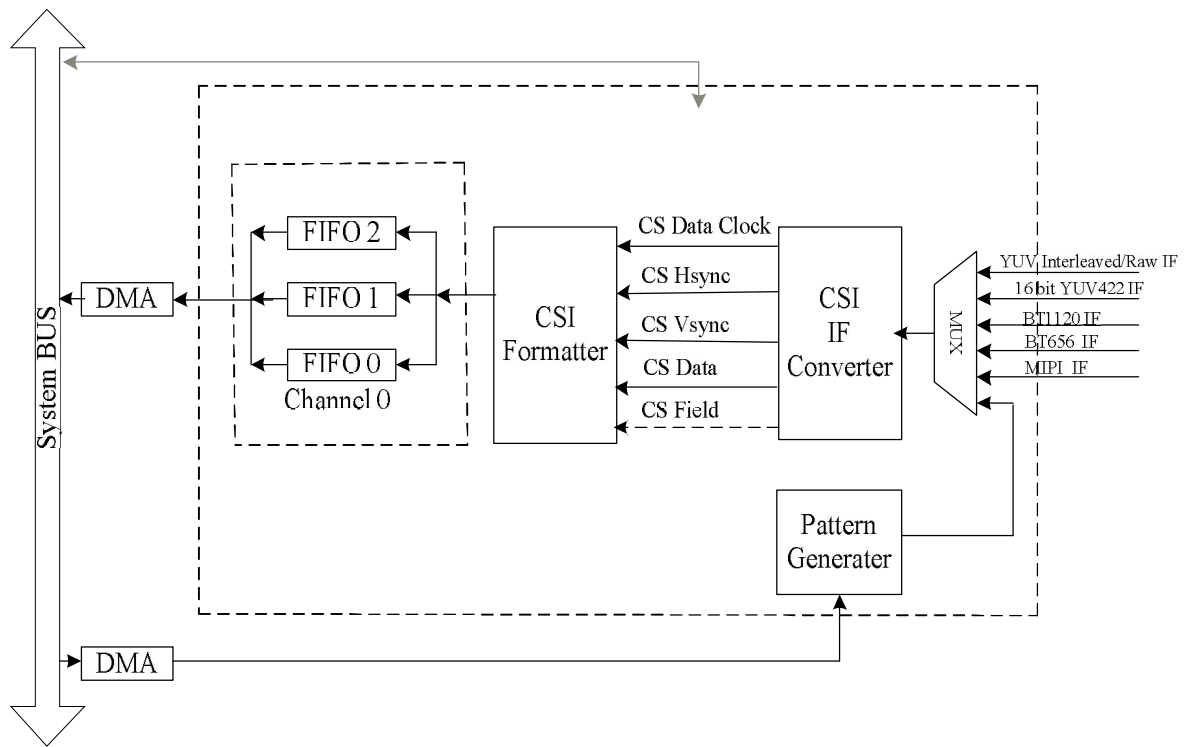 FIFO 2
CS Data Clock
YUV Interleaved/Raw IF
CS Hsync
16 bit YUV422 IF
DMA
FIFO 1
CSI
Formatter
CSI
IF
Converter
MUX
BT1120 IF
BT656 IF
MIPI IF
CS Vsync
CS Data
FIFO 0
Channel 0
CS Field
System BUS
Pattern
Generater
DMA